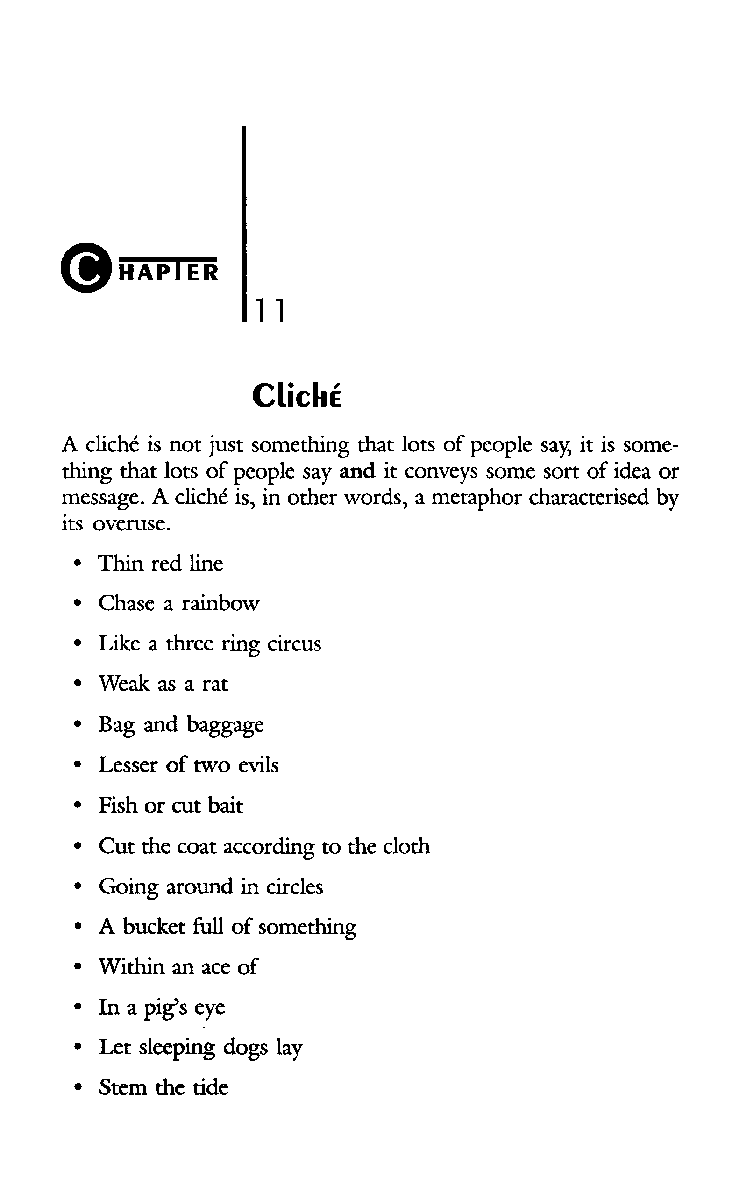 CHAPTER
11
Cliché
A cliché is not just something that lots of people say, it is some-
thing that lots of people say and it conveys some sort of idea or
message. A cliché is, in other words, a metaphor characterised by
its overuse.
• Thin red line
• Chase a rainbow
• Like a three ring circus
• Weak as a rat
• Bag and baggage
• Lesser of two evils
• Fish or cut bait
• Cut the coat according to the cloth
• Going around in circles
• A bucket full of something
• Within an ace of
• In a pig's eye
• Let sleeping dogs lay
• Stem the tide